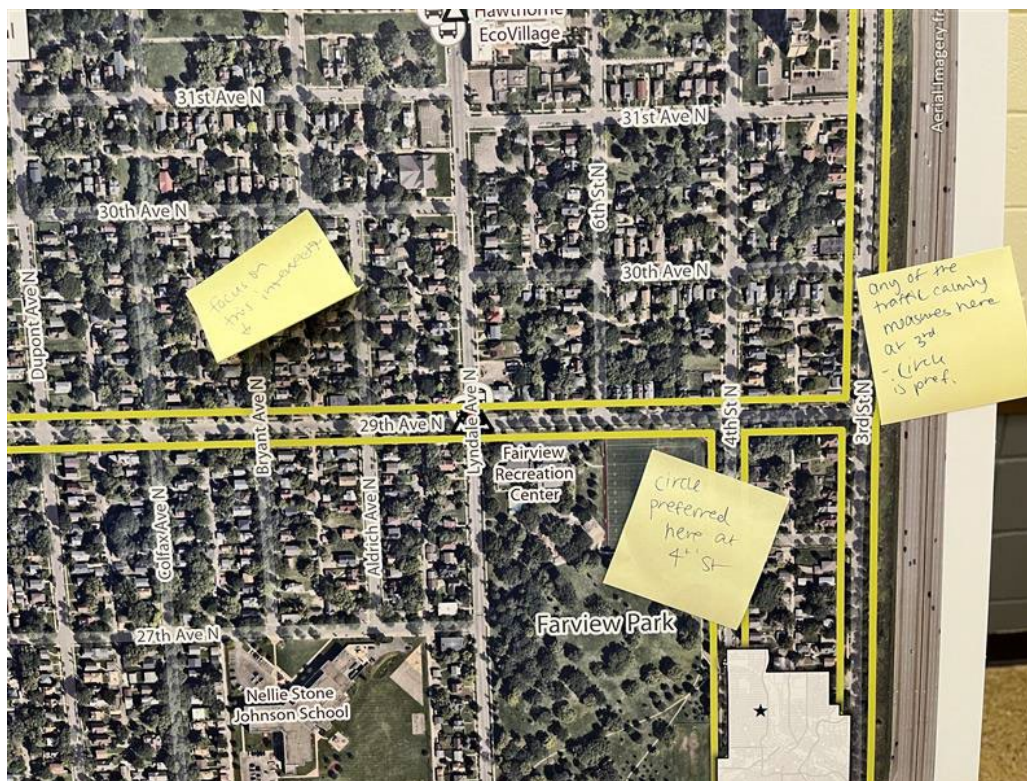 Hawthorne
EcoVillage
31st Ave N
31st Ave N
Aerial Imagery fr
6th St N
30th Ave N
30th Ave N
focus on
this intersection
any of the
traffic calming
measures here
at 3rd
- circle
is pref.
Dupont Ave N
Bryant Ave N
29th Ave N
Lyndale Ave N
4th St N
3rd St N
Fairview
Recreation
Center
circle
preferred
here at
4th St
Colfax Ave N
Aldrich Ave N
27th Ave N
Farview Park
Nellie Stone
Johnson School